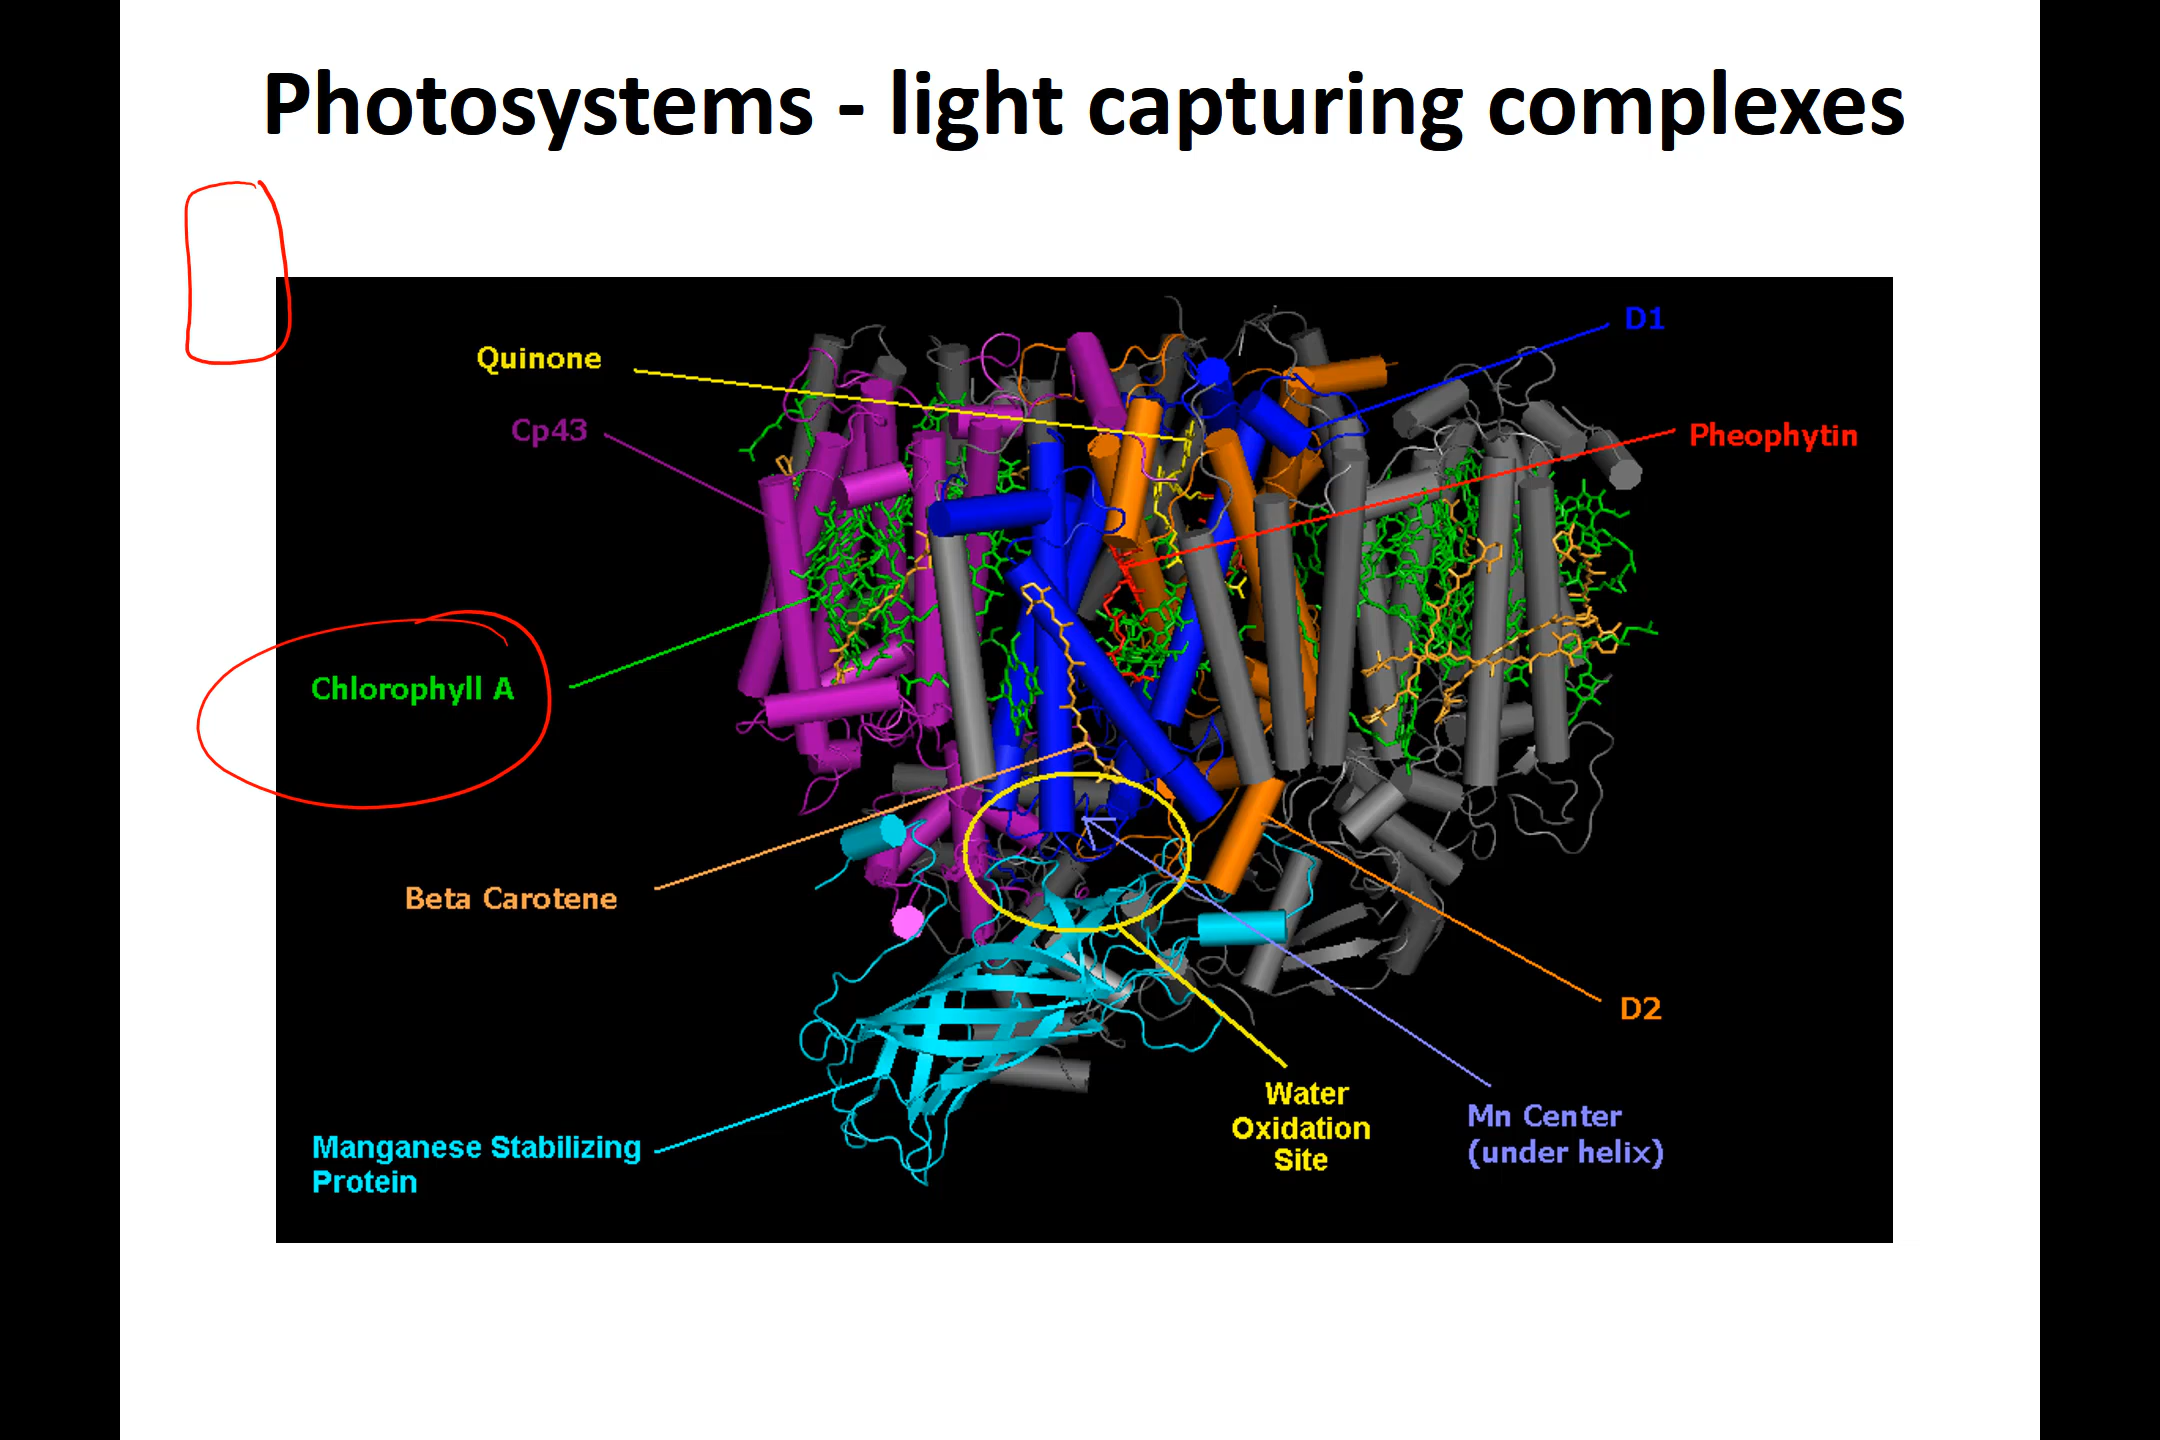 Photosystems - light capturing complexes
D1
Quinone
Cp43
Pheophytin
Chlorophyll A
Beta Carotene
D2
Water
Oxidation
Site
Mn Center
(under helix)
Manganese Stabilizing
Protein